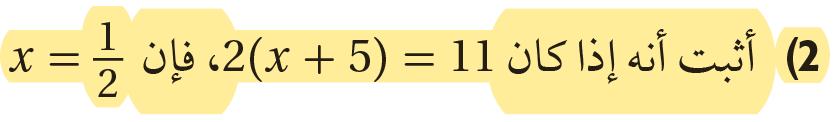 (2 أثبت أنه إذا كان 2(x + 5) = 11، فإن x = 1/2